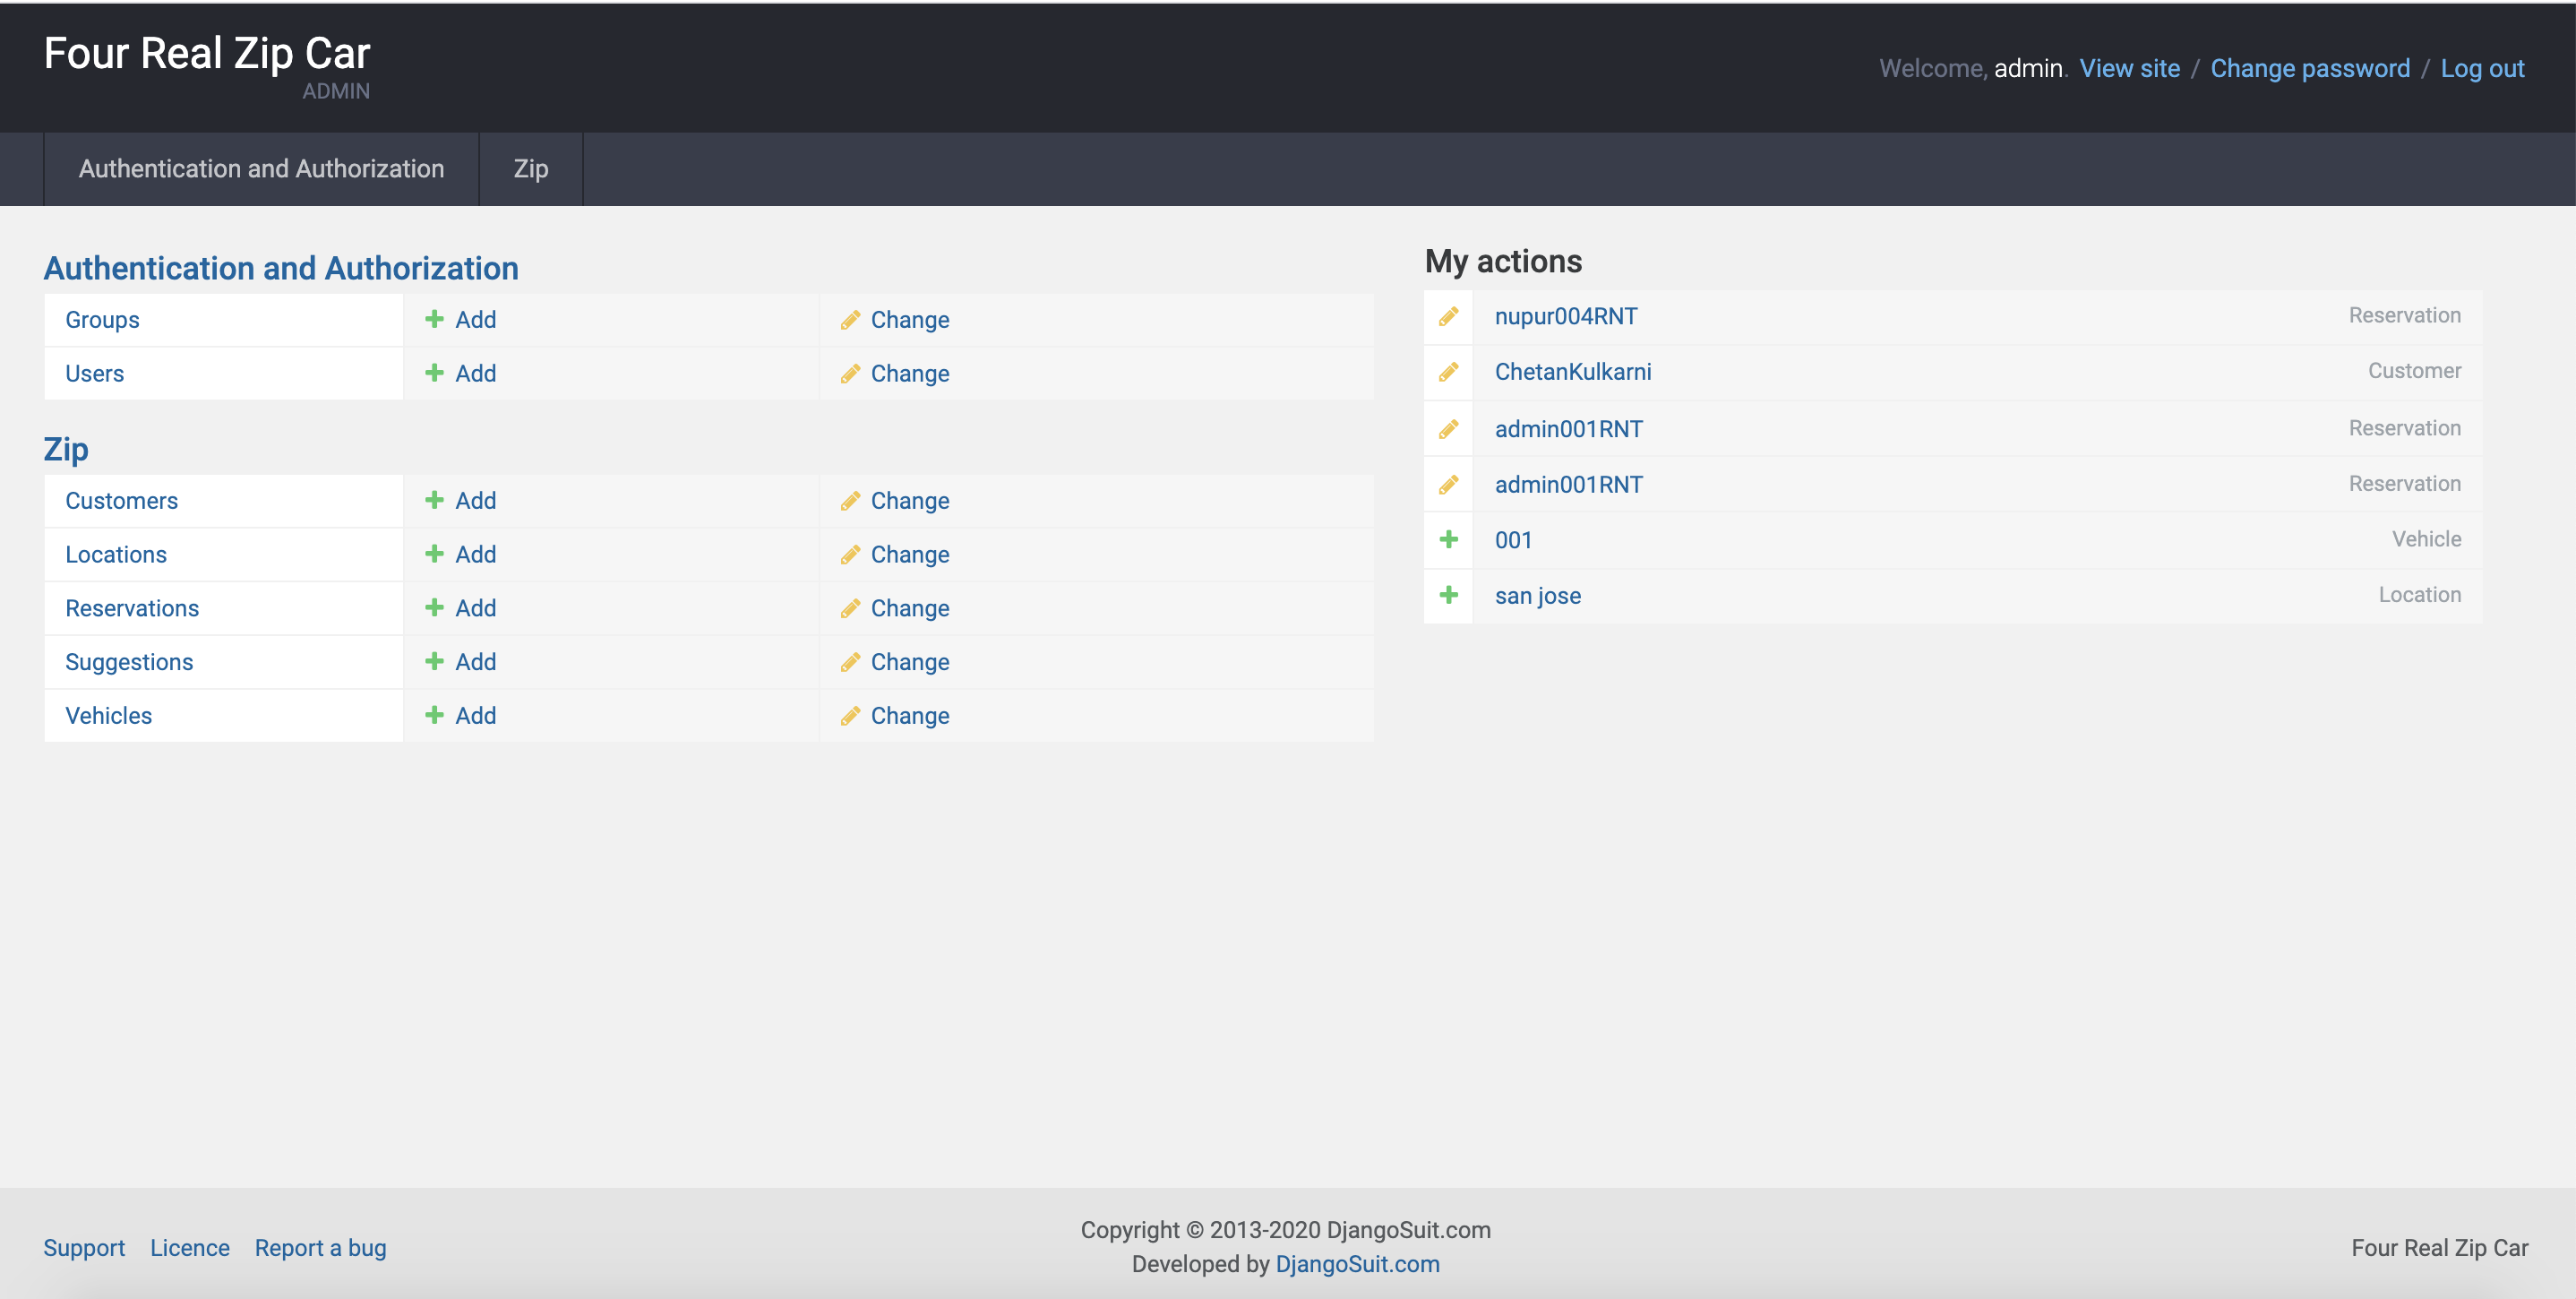 Four Real Zip Car
ADMIN
Welcome, admin. View site / Change password / Log out
Authentication and Authorization
Zip
Authentication and Authorization
Groups Add Change
Users Add Change
Zip
Customers Add Change
Locations Add Change
Reservations Add Change
Suggestions Add Change
Vehicles Add Change
My actions
nupur004RNT Reservation
ChetanKulkarni Customer
admin001RNT Reservation
admin001RNT Reservation
001 Vehicle
san jose Location
Support Licence Report a bug
Copyright © 2013-2020 DjangoSuit.com
Developed by DjangoSuit.com
Four Real Zip Car